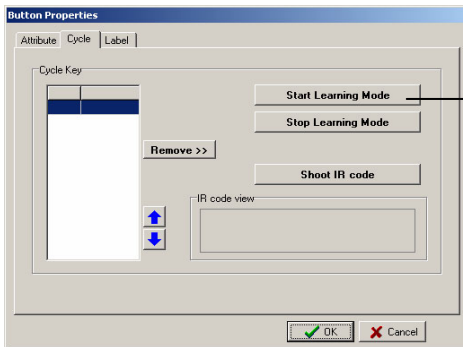 Button Properties
Attribute Cycle Label
Cycle Key
Start Learning Mode
Stop Learning Mode
Remove >>
Shoot IR code
IR code view
OK Cancel